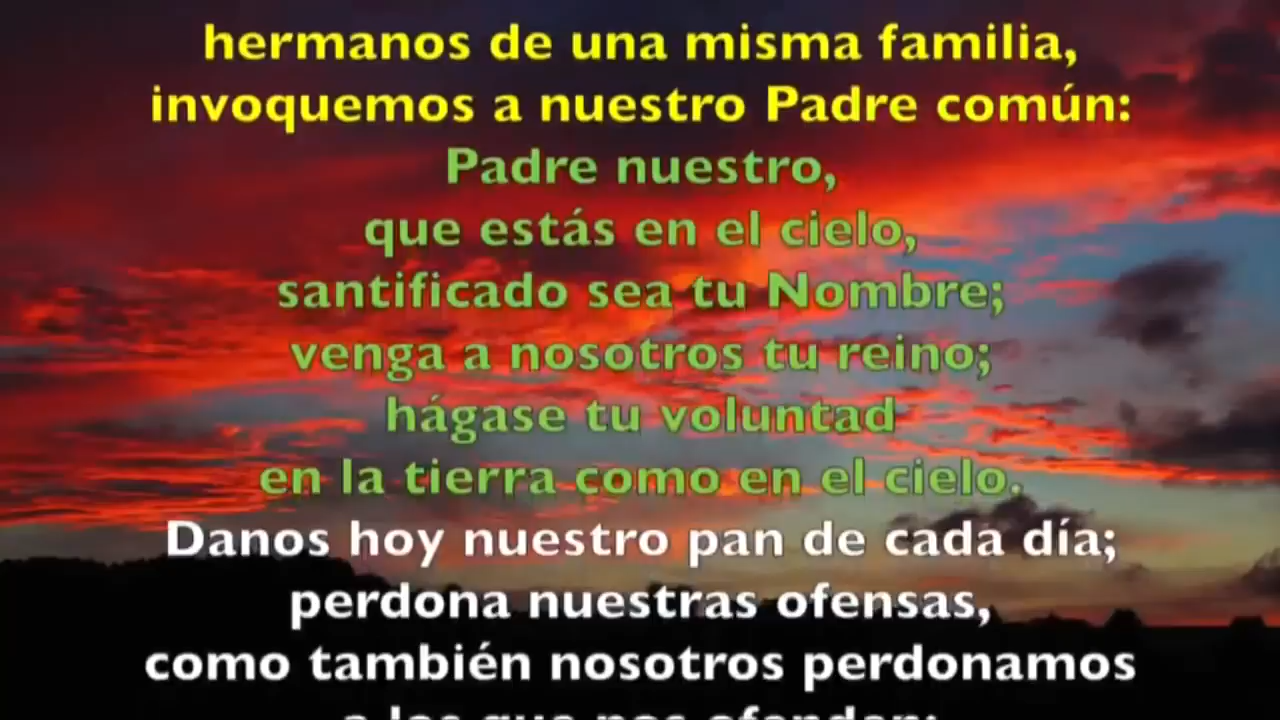 hermanos de una misma familia,
invoquemos a nuestro Padre común:
Padre nuestro,
que estás en el cielo,
santificado sea tu Nombre;
venga a nosotros tu reino;
hágase tu voluntad
en la tierra como en el cielo.
Danos hoy nuestro pan de cada día;
perdona nuestras ofensas,
como también nosotros perdonamos
a los que nos ofenden;